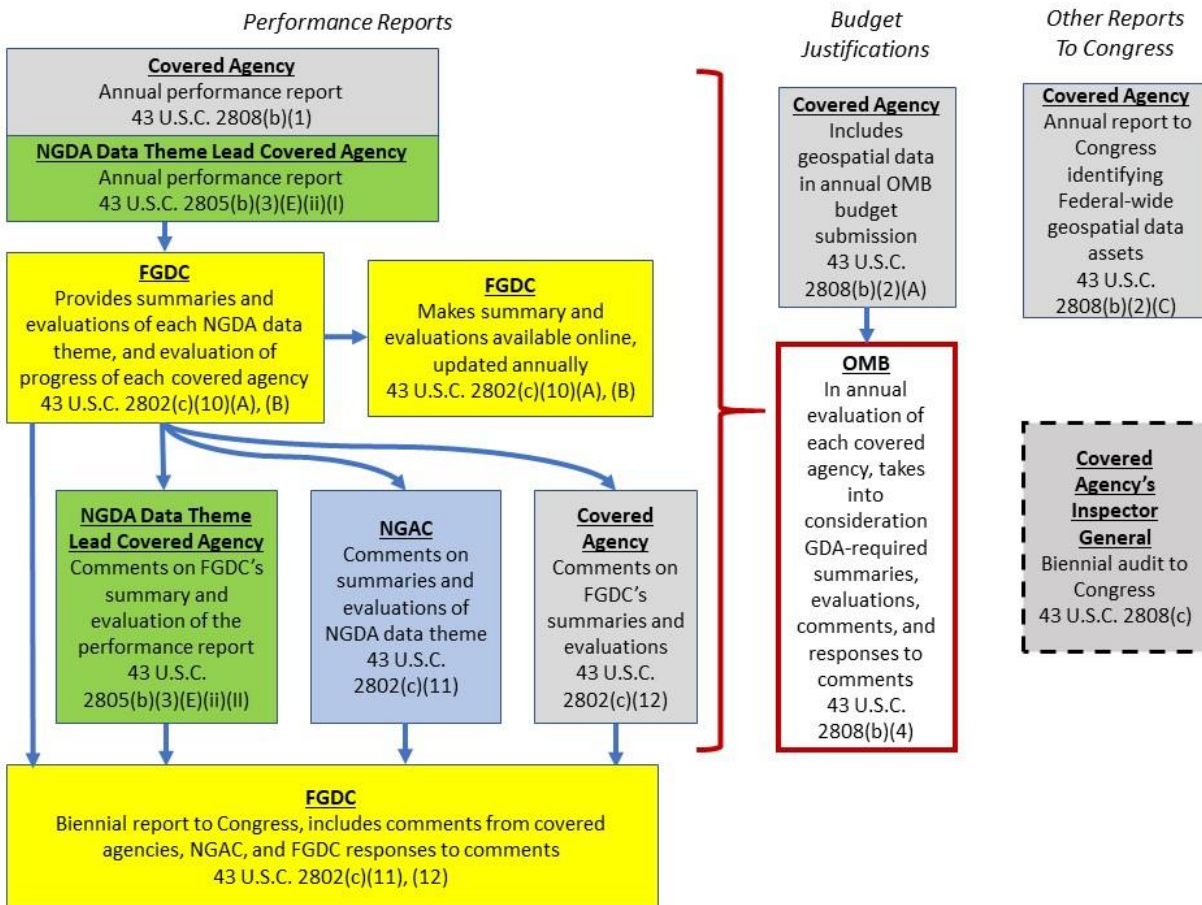 Performance Reports
Budget
Justifications
Other Reports
To Congress
Covered Agency
Annual performance report
43 U.S.C. 2808(b)(1)
NGDA Data Theme Lead Covered Agency
Annual performance report
43 U.S.C. 2805(b)(3)(E)(ii)(I)
FGDC
Provides summaries and
evaluations of each NGDA data
theme, and evaluation of
progress of each covered agency
43 U.S.C. 2802(c)(10)(A), (B)
FGDC
Makes summary and
evaluations available online,
updated annually
43 U.S.C. 2802(c)(10)(A), (B)
NGDA Data Theme
Lead Covered Agency
Comments on FGDC's
summary and
evaluation of the
performance report
43 U.S.C.
2805(b)(3)(E)(ii)(II)
NGAC
Comments on
summaries and
evaluations of
NGDA data theme
43 U.S.C.
2802(c)(11)
Covered
Agency
Comments on
FGDC's
summaries and
evaluations
43 U.S.C.
2802(c)(12)
FGDC
Biennial report to Congress, includes comments from covered
agencies, NGAC, and FGDC responses to comments
43 U.S.C. 2802(c)(11), (12)
Covered Agency
Includes
geospatial data
in annual OMB
budget
submission
43 U.S.C.
2808(b)(2)(A)
OMB
In annual
evaluation of
each covered
agency, takes
into
consideration
GDA-required
summaries,
evaluations,
comments, and
responses to
comments
43 U.S.C.
2808(b)(4)
Covered Agency
Annual report to
Congress
identifying
Federal-wide
geospatial data
assets
43 U.S.C.
2808(b)(2)(C)
Covered
Agency's
Inspector
General
Biennial audit to
Congress
43 U.S.C. 2808(c)